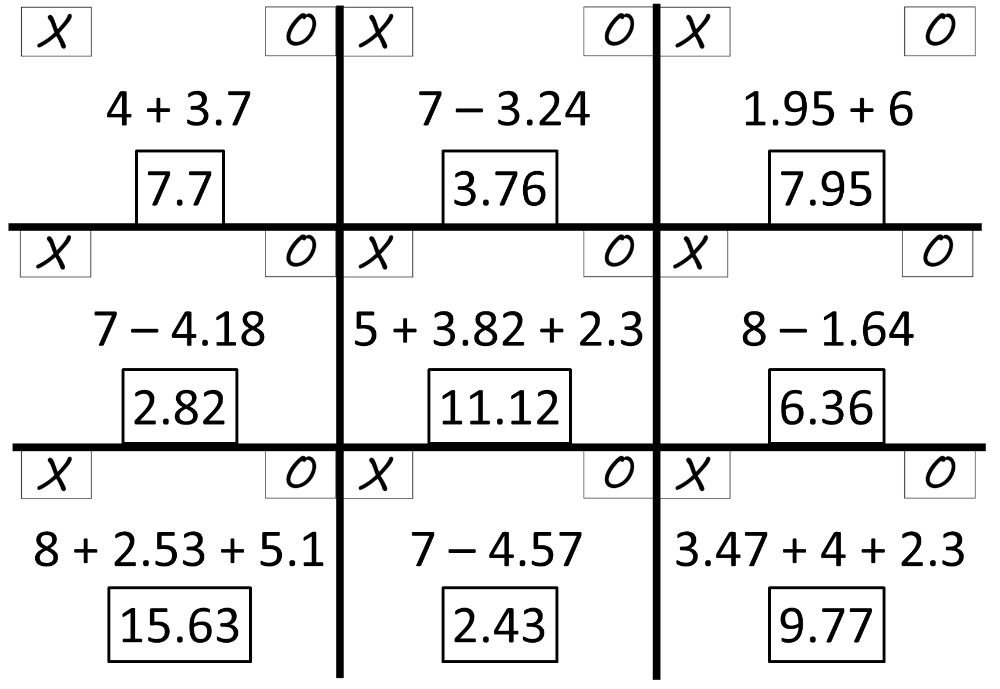 X O X O X O
4 + 3.7 7 – 3.24 1.95 + 6
7.7 3.76 7.95
X O X O X O
7 – 4.18 5 + 3.82 + 2.3 8 – 1.64
2.82 11.12 6.36
X O X O X O
8 + 2.53 + 5.1 7 – 4.57 3.47 + 4 + 2.3
15.63 2.43 9.77